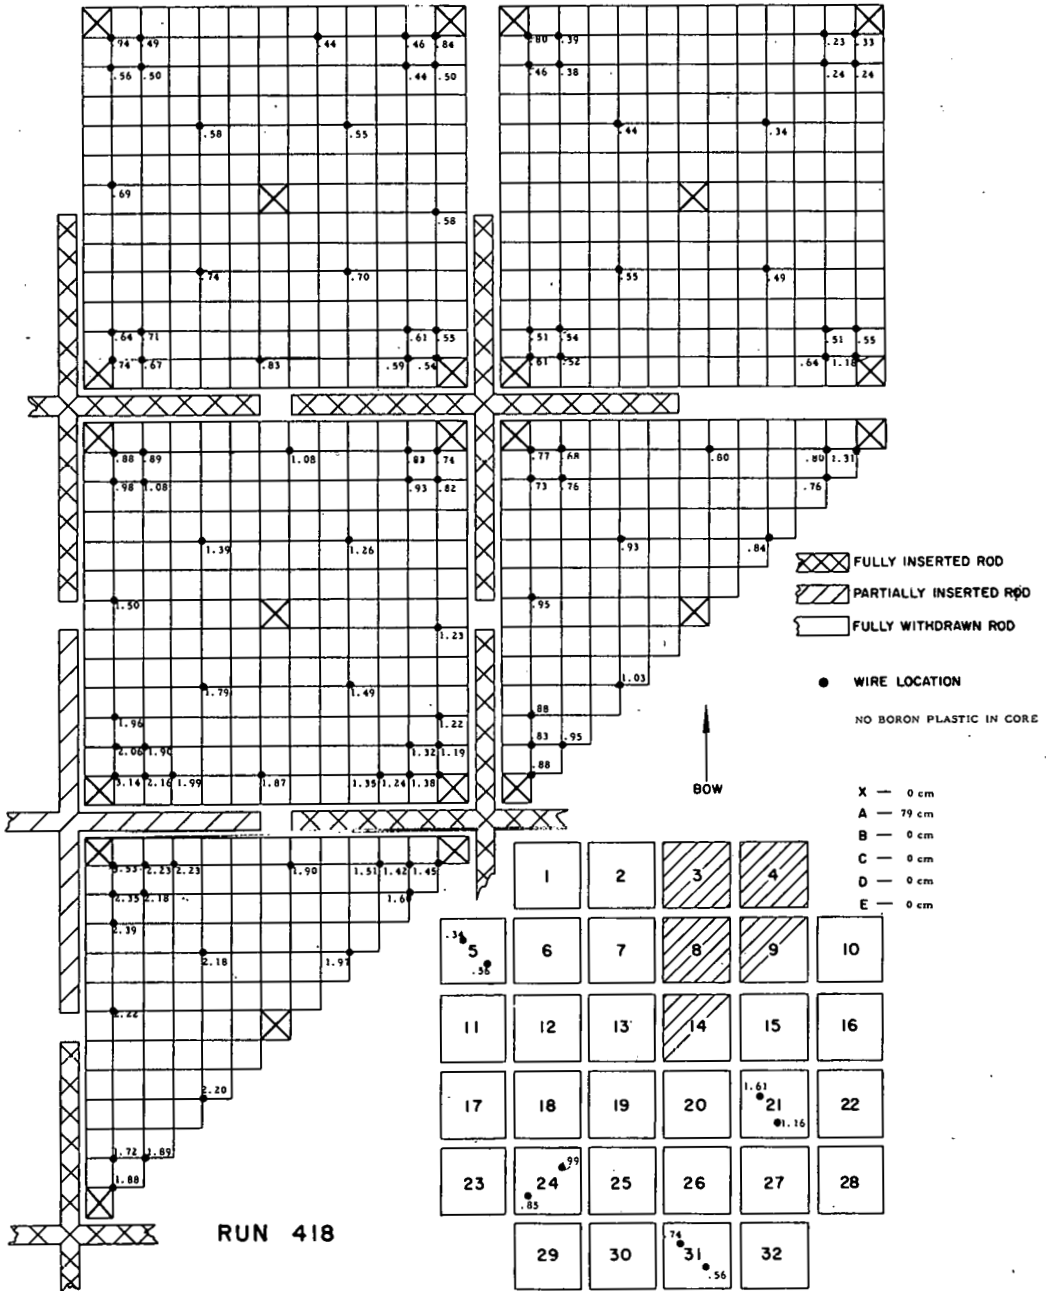 .94 .49 .44 .46 .84
.56 .50 .44 .50
.58 .55
.69
.58
.74 .70
.64 .71 .61 .55
.74 .67 .83 .59 .54
.80 .39 .23 .33
.46 .38 .24 .24
.44 .34
.55 .49
.51 .54 .51 .55
.61 .52 .64 1.18
.88 .89 1.08 .83 .74
.98 1.08 .93 .82
1.39 1.26
1.50
1.23
1.79 1.49
1.96 1.22
2.06 1.90 1.32 1.19
3.14 2.16 1.99 1.87 1.35 1.24 1.38
.77 .68 .80 .80 1.31
.73 .76 .76
.93 .84
.95
1.03
.88
.83 .95
.88
FULLY INSERTED ROD
PARTIALLY INSERTED ROD
FULLY WITHDRAWN ROD
WIRE LOCATION
NO BORON PLASTIC IN CORE
BOW
X — 0 cm
A — 79 cm
B — 0 cm
C — 0 cm
D — 0 cm
E — 0 cm
3.53 2.23 2.23 1.90 1.51 1.42 1.45
2.35 2.18
2.39
2.18 1.97
2.22
2.20
1.72 1.89
1.88
1 2 3 4
.34 5 .56 6 7 8 9 10
11 12 13 14 15 16
17 18 19 20 1.61 21 1.16 22
23 24 .99 .85 25 26 27 28
29 30 .74 31 .56 32
RUN 418